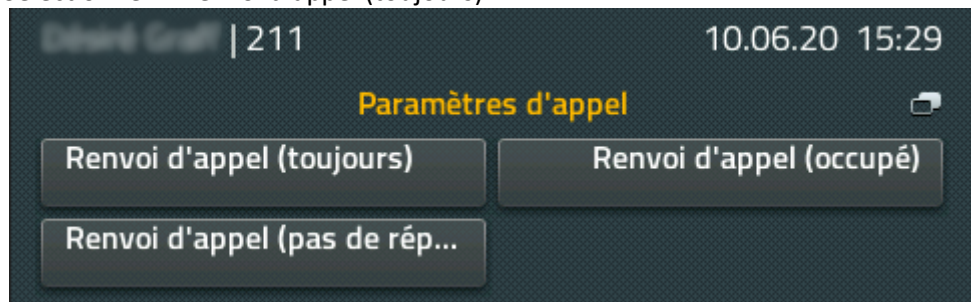 | 211 10.06.20 15:29
Paramètres d'appel
Renvoi d'appel (toujours) Renvoi d'appel (occupé)
Renvoi d'appel (pas de rép...